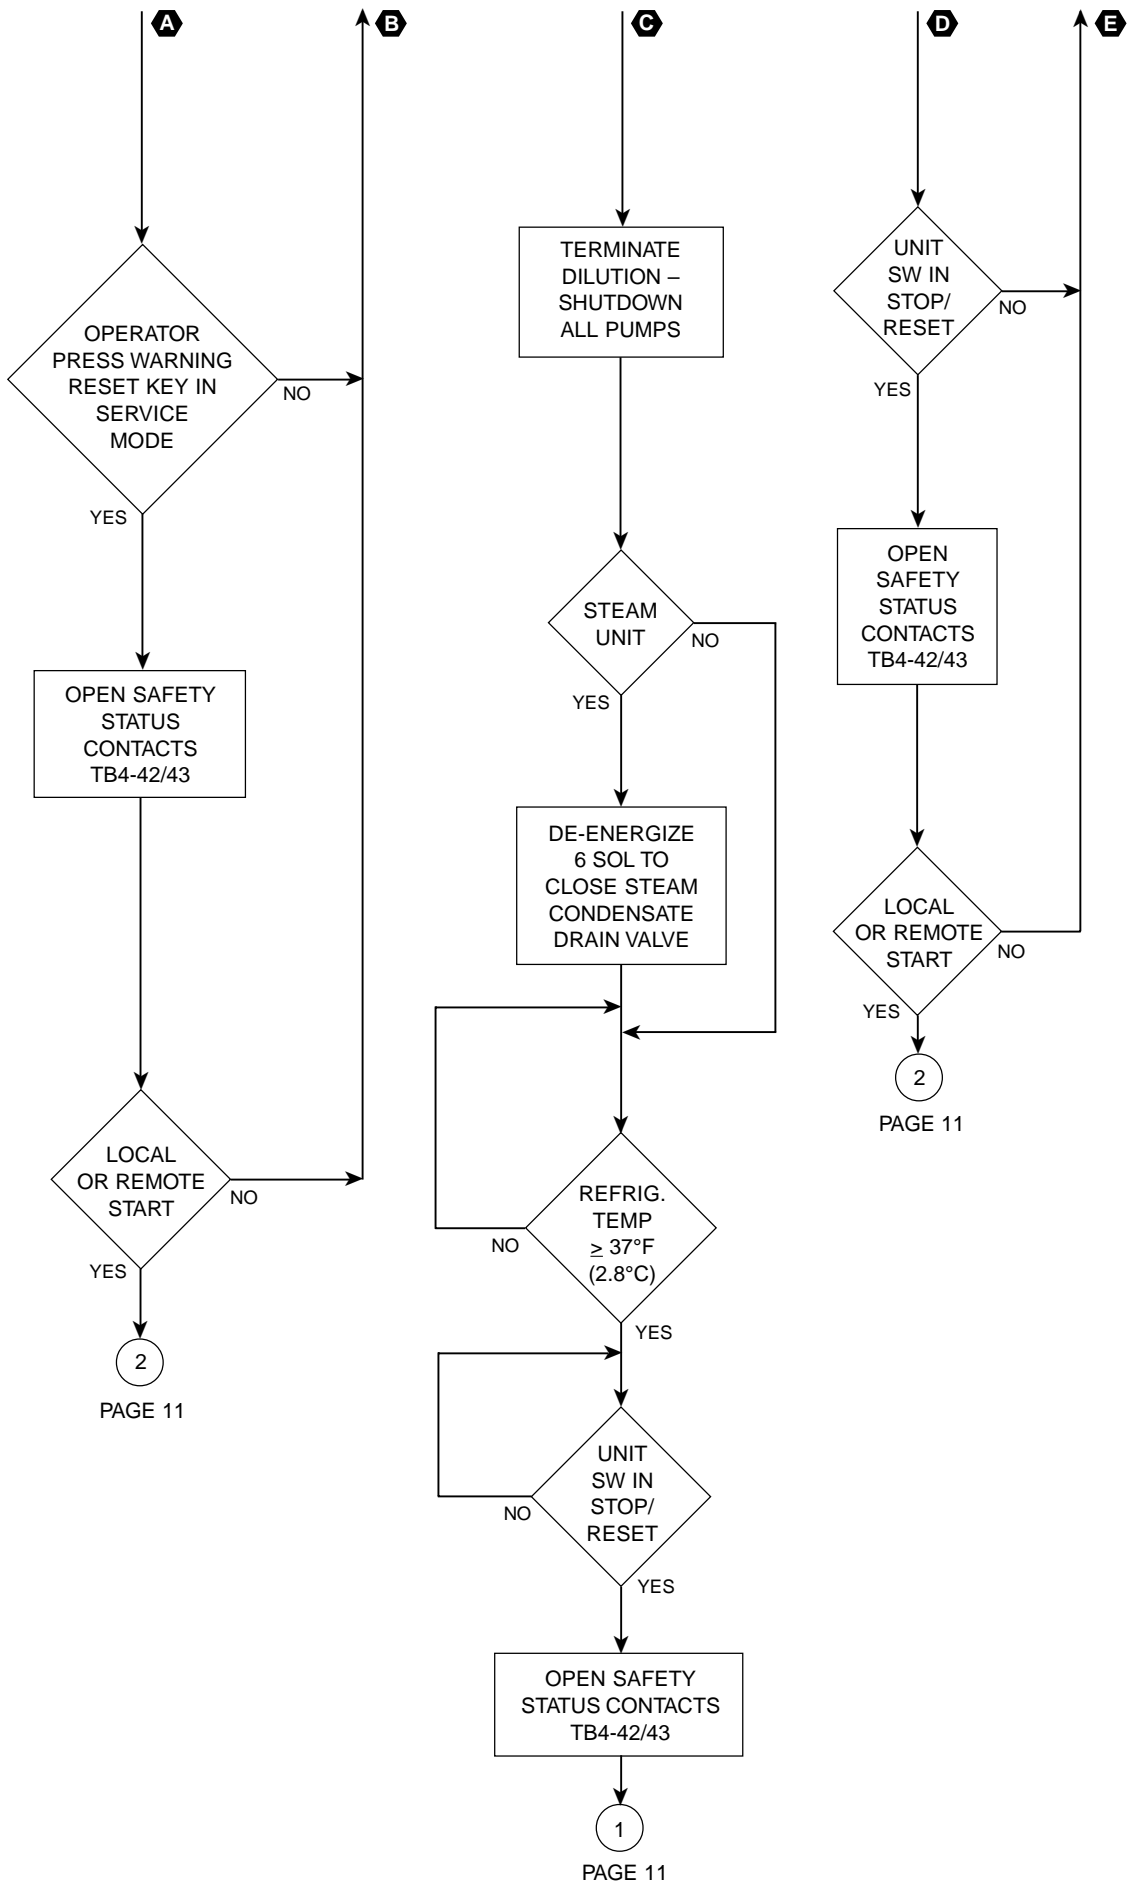 A
B
C
D
E
OPERATOR
PRESS WARNING
RESET KEY IN
SERVICE
MODE
NO
YES
OPEN SAFETY
STATUS
CONTACTS
TB4-42/43
LOCAL
OR REMOTE
START
NO
YES
2
PAGE 11
TERMINATE
DILUTION –
SHUTDOWN
ALL PUMPS
STEAM
UNIT
NO
YES
DE-ENERGIZE
6 SOL TO
CLOSE STEAM
CONDENSATE
DRAIN VALVE
REFRIG.
TEMP
≥ 37°F
(2.8°C)
NO
YES
UNIT
SW IN
STOP/
RESET
NO
YES
OPEN SAFETY
STATUS CONTACTS
TB4-42/43
1
PAGE 11
UNIT
SW IN
STOP/
RESET
NO
YES
OPEN
SAFETY
STATUS
CONTACTS
TB4-42/43
LOCAL
OR REMOTE
START
NO
YES
2
PAGE 11